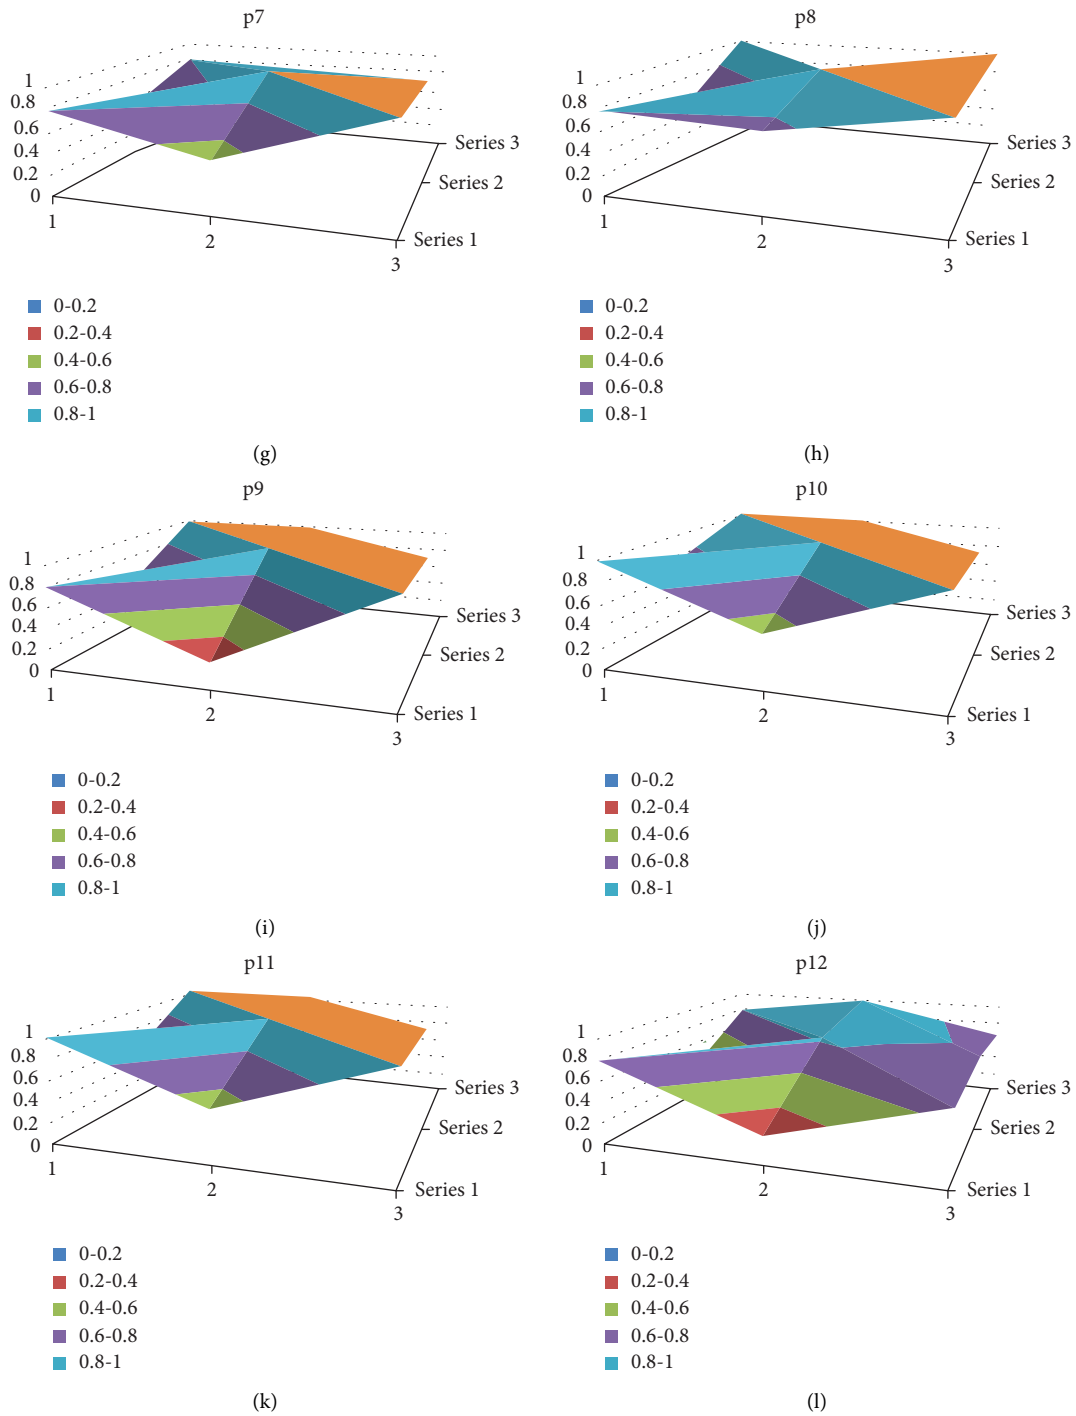 p7
1
0.8
0.6
0.4
0.2
0
1
2
3
Series 3
Series 2
Series 1
0-0.2
0.2-0.4
0.4-0.6
0.6-0.8
0.8-1
(g)
p8
1
0.8
0.6
0.4
0.2
0
1
2
3
Series 3
Series 2
Series 1
0-0.2
0.2-0.4
0.4-0.6
0.6-0.8
0.8-1
(h)
p9
1
0.8
0.6
0.4
0.2
0
1
2
3
Series 3
Series 2
Series 1
0-0.2
0.2-0.4
0.4-0.6
0.6-0.8
0.8-1
(i)
p10
1
0.8
0.6
0.4
0.2
0
1
2
3
Series 3
Series 2
Series 1
0-0.2
0.2-0.4
0.4-0.6
0.6-0.8
0.8-1
(j)
p11
1
0.8
0.6
0.4
0.2
0
1
2
3
Series 3
Series 2
Series 1
0-0.2
0.2-0.4
0.4-0.6
0.6-0.8
0.8-1
(k)
p12
1
0.8
0.6
0.4
0.2
0
1
2
3
Series 3
Series 2
Series 1
0-0.2
0.2-0.4
0.4-0.6
0.6-0.8
0.8-1
(l)